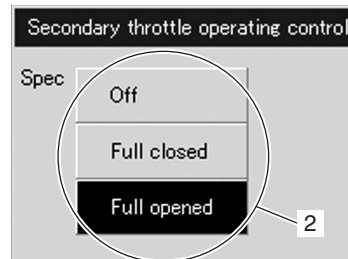 Secondary throttle operating control
Spec
Off
Full closed
Full opened
2